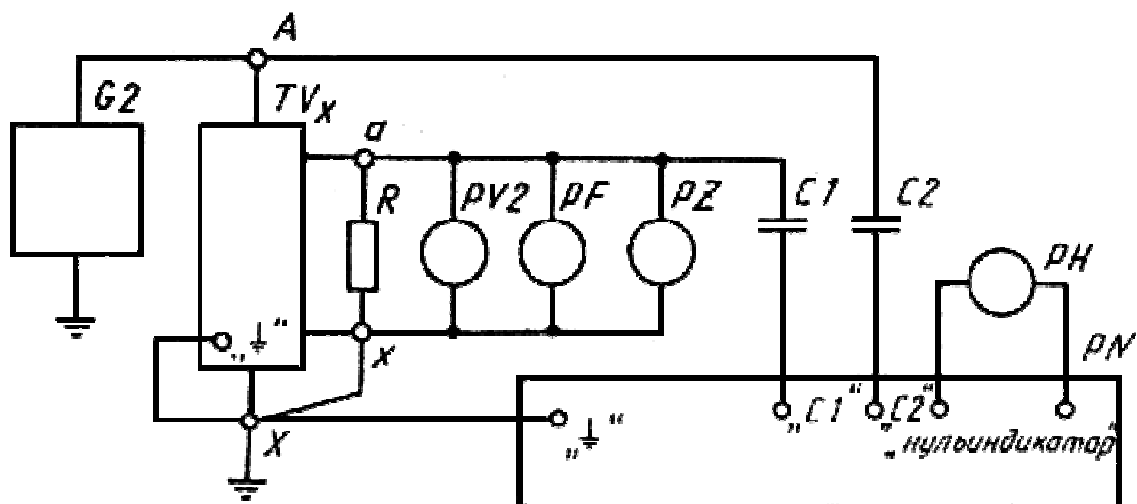 A
G2
TVx
a
R
PV2
PF
PZ
C1
C2
PH
x
PN
„⏚“
X
„⏚“
„C1“
„C2“
„нульиндикатор“